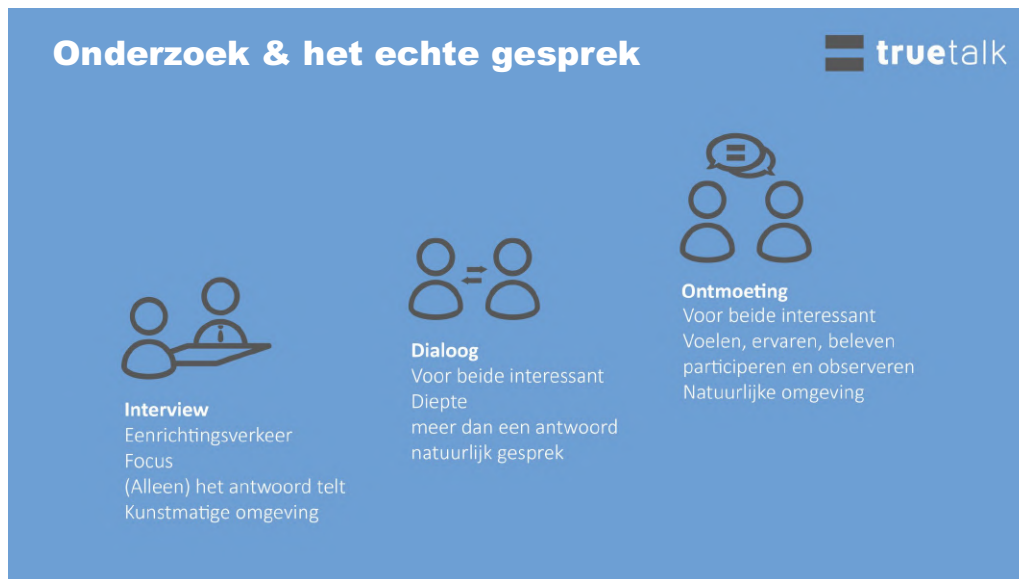 Onderzoek & het echte gesprek
truetalk
Interview
Eenrichtingsverkeer
Focus
(Alleen) het antwoord telt
Kunstmatige omgeving
Dialoog
Voor beide interessant
Diepte
meer dan een antwoord
natuurlijk gesprek
Ontmoeting
Voor beide interessant
Voelen, ervaren, beleven
participeren en observeren
Natuurlijke omgeving